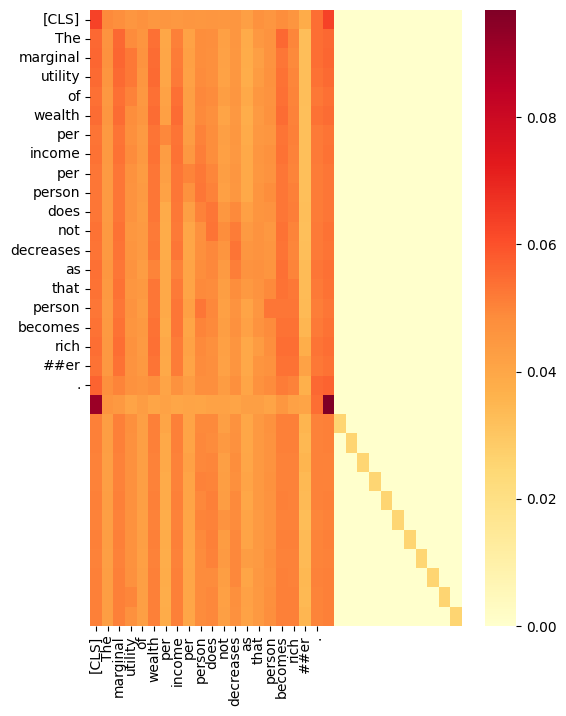 [CLS]
The
marginal
utility
of
wealth
per
income
per
person
does
not
decreases
as
that
person
becomes
rich
##er
.
0.08
0.06
0.04
0.02
0.00
[CLS]
The
marginal
utility
of
wealth
per
income
per
person
does
not
decreases
as
that
person
becomes
rich
##er
.